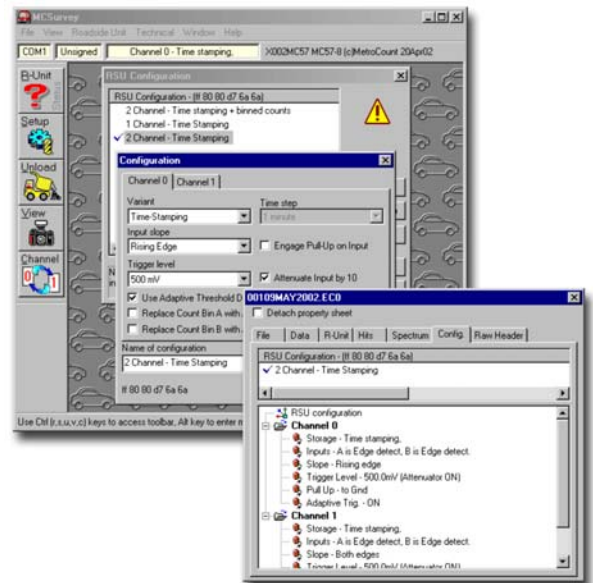 MCSurvey
File View Roadside Unit Technical Window Help
COM1 Unsigned Channel 0 - Time stamping, X002MC57 MC57-8 (c)MetroCount 20Apr02
B-Unit
Status
Setup
Unload
View
Channel
0 1
RSU Configuration
RSU Configuration - (ff 80 80 d7 6a 6a)
2 Channel - Time stamping + binned counts
1 Channel - Time Stamping
2 Channel - Time Stamping
Configuration
Channel 0 Channel 1
Variant Time step
Time-Stamping 1 minute
Input slope
Rising Edge Engage Pull-Up on Input
Trigger level
500 mV Attenuate Input by 10
Use Adaptive Threshold D
Replace Count Bin A with
Replace Count Bin B with
Name of configuration
2 Channel - Time Stamping
ff 80 80 d7 6a 6a
Use Ctrl (r,s,u,v,c) keys to access toolbar, Alt key to enter m
00109MAY2002.EC0
Detach property sheet
File Data R-Unit Hits Spectrum Config. Raw Header
RSU Configuration - (ff 80 80 d7 6a 6a)
2 Channel - Time Stamping
RSU configuration
Channel 0
Storage - Time stamping,
Inputs - A is Edge detect, B is Edge detect.
Slope - Rising edge
Trigger Level - 500.0mV (Attenuator ON)
Pull Up - to Gnd
Adaptive Trig. - ON
Channel 1
Storage - Time stamping,
Inputs - A is Edge detect, B is Edge detect.
Slope - Both edges
Trigger Level - 500.0mV (Attenuator ON)